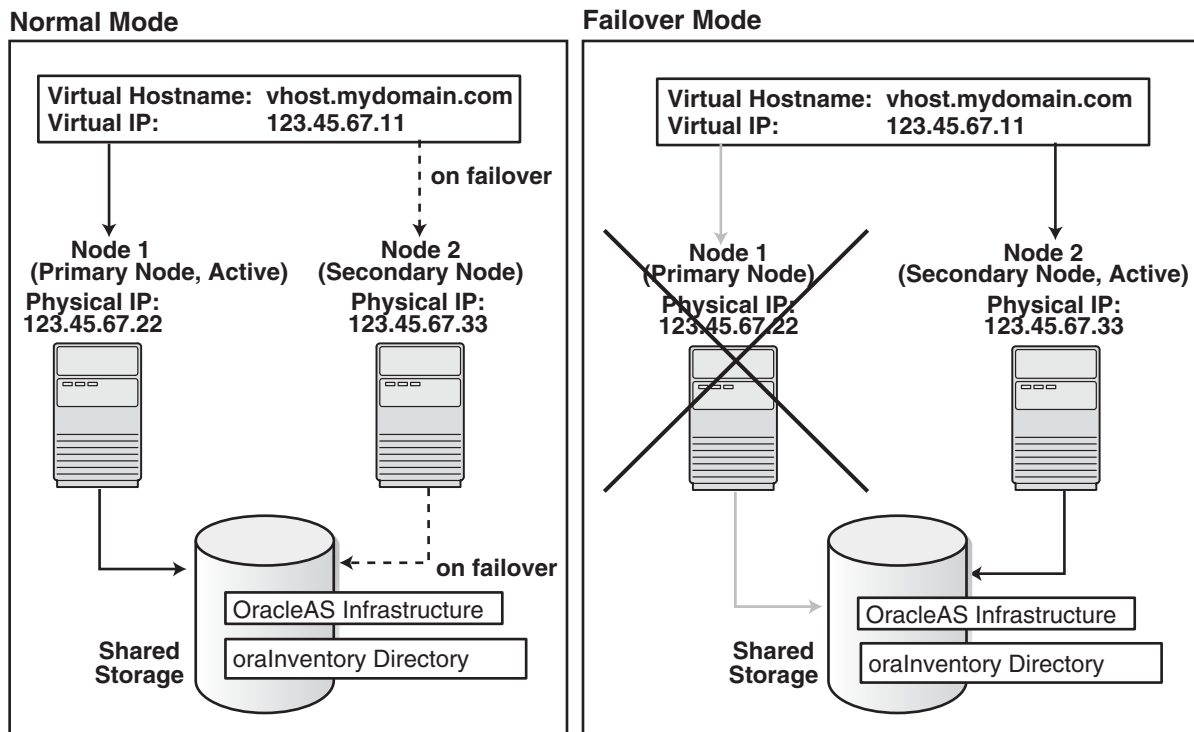 Normal Mode
Virtual Hostname: vhost.mydomain.com
Virtual IP: 123.45.67.11
on failover
Node 1
(Primary Node, Active)
Physical IP:
123.45.67.22
Node 2
(Secondary Node)
Physical IP:
123.45.67.33
on failover
OracleAS Infrastructure
oraInventory Directory
Shared
Storage
Failover Mode
Virtual Hostname: vhost.mydomain.com
Virtual IP: 123.45.67.11
Node 1
(Primary Node)
Physical IP:
123.45.67.22
Node 2
(Secondary Node, Active)
Physical IP:
123.45.67.33
OracleAS Infrastructure
oraInventory Directory
Shared
Storage